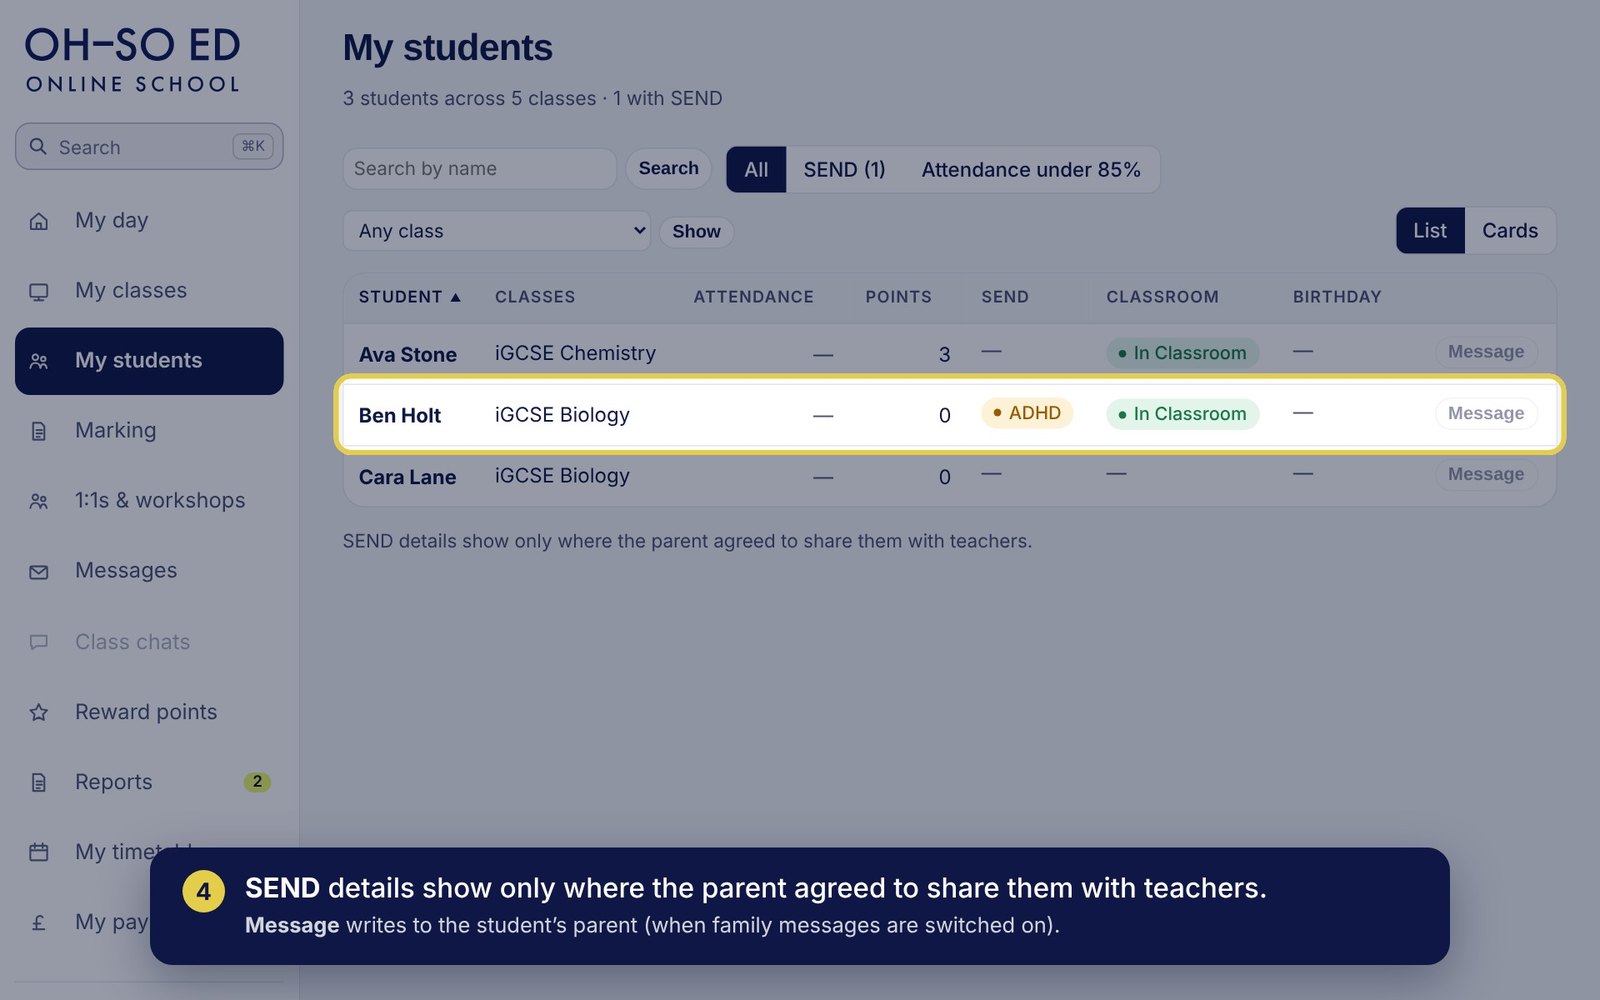 OH–SO ED
ONLINE SCHOOL
Search ⌘K
My day
My classes
My students
Marking
1:1s & workshops
Messages
Class chats
Reward points
Reports 2
My
My pay
My students
3 students across 5 classes · 1 with SEND
Search by name Search All SEND (1) Attendance under 85%
Any class Show List Cards
STUDENT ▲ CLASSES ATTENDANCE POINTS SEND CLASSROOM BIRTHDAY
Ava Stone iGCSE Chemistry — 3 — • In Classroom — Message
Ben Holt iGCSE Biology — 0 • ADHD • In Classroom — Message
Cara Lane iGCSE Biology — 0 — — — Message
SEND details show only where the parent agreed to share them with teachers.
4 SEND details show only where the parent agreed to share them with teachers.
Message writes to the student’s parent (when family messages are switched on).